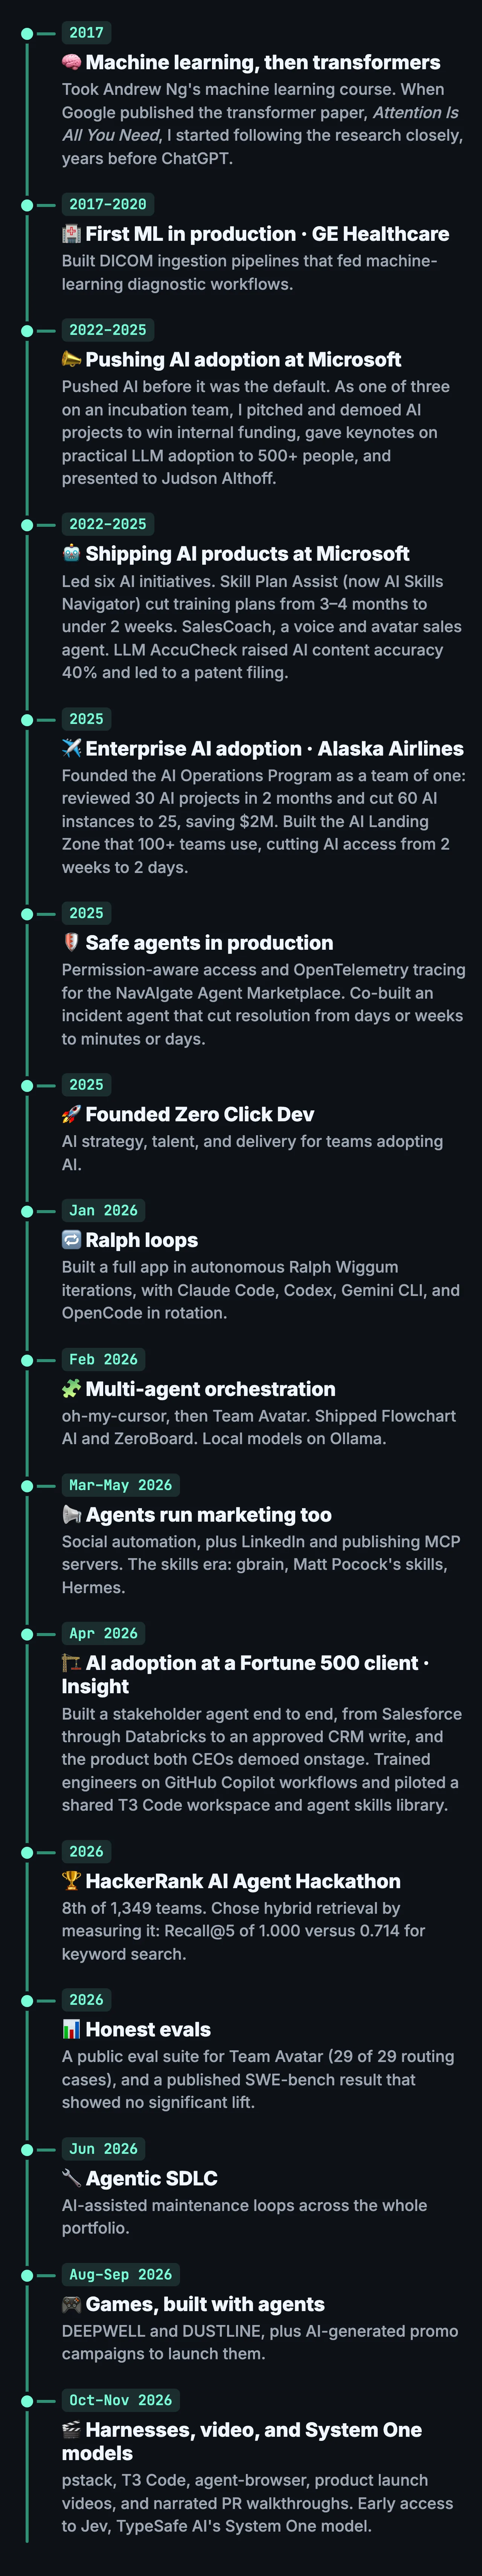 2017
Machine learning, then transformers
Took Andrew Ng's machine learning course. When
Google published the transformer paper, Attention Is
All You Need, I started following the research closely,
years before ChatGPT.
2017–2020
First ML in production · GE Healthcare
Built DICOM ingestion pipelines that fed machine-
learning diagnostic workflows.
2022–2025
Pushing AI adoption at Microsoft
Pushed AI before it was the default. As one of three
on an incubation team, I pitched and demoed AI
projects to win internal funding, gave keynotes on
practical LLM adoption to 500+ people, and
presented to Judson Althoff.
2022–2025
Shipping AI products at Microsoft
Led six AI initiatives. Skill Plan Assist (now AI Skills
Navigator) cut training plans from 3–4 months to
under 2 weeks. SalesCoach, a voice and avatar sales
agent. LLM AccuCheck raised AI content accuracy
40% and led to a patent filing.
2025
Enterprise AI adoption · Alaska Airlines
Founded the AI Operations Program as a team of one:
reviewed 30 AI projects in 2 months and cut 60 AI
instances to 25, saving $2M. Built the AI Landing
Zone that 100+ teams use, cutting AI access from 2
weeks to 2 days.
2025
Safe agents in production
Permission-aware access and OpenTelemetry tracing
for the NavAIgate Agent Marketplace. Co-built an
incident agent that cut resolution from days or weeks
to minutes or days.
2025
Founded Zero Click Dev
AI strategy, talent, and delivery for teams adopting
AI.
Jan 2026
Ralph loops
Built a full app in autonomous Ralph Wiggum
iterations, with Claude Code, Codex, Gemini CLI, and
OpenCode in rotation.
Feb 2026
Multi-agent orchestration
oh-my-cursor, then Team Avatar. Shipped Flowchart
AI and ZeroBoard. Local models on Ollama.
Mar–May 2026
Agents run marketing too
Social automation, plus LinkedIn and publishing MCP
servers. The skills era: gbrain, Matt Pocock's skills,
Hermes.
Apr 2026
AI adoption at a Fortune 500 client ·
Insight
Built a stakeholder agent end to end, from Salesforce
through Databricks to an approved CRM write, and
the product both CEOs demoed onstage. Trained
engineers on GitHub Copilot workflows and piloted a
shared T3 Code workspace and agent skills library.
2026
HackerRank AI Agent Hackathon
8th of 1,349 teams. Chose hybrid retrieval by
measuring it: Recall@5 of 1.000 versus 0.714 for
keyword search.
2026
Honest evals
A public eval suite for Team Avatar (29 of 29 routing
cases), and a published SWE-bench result that
showed no significant lift.
Jun 2026
Agentic SDLC
AI-assisted maintenance loops across the whole
portfolio.
Aug–Sep 2026
Games, built with agents
DEEPWELL and DUSTLINE, plus AI-generated promo
campaigns to launch them.
Oct–Nov 2026
Harnesses, video, and System One
models
pstack, T3 Code, agent-browser, product launch
videos, and narrated PR walkthroughs. Early access
to Jev, TypeSafe AI's System One model.